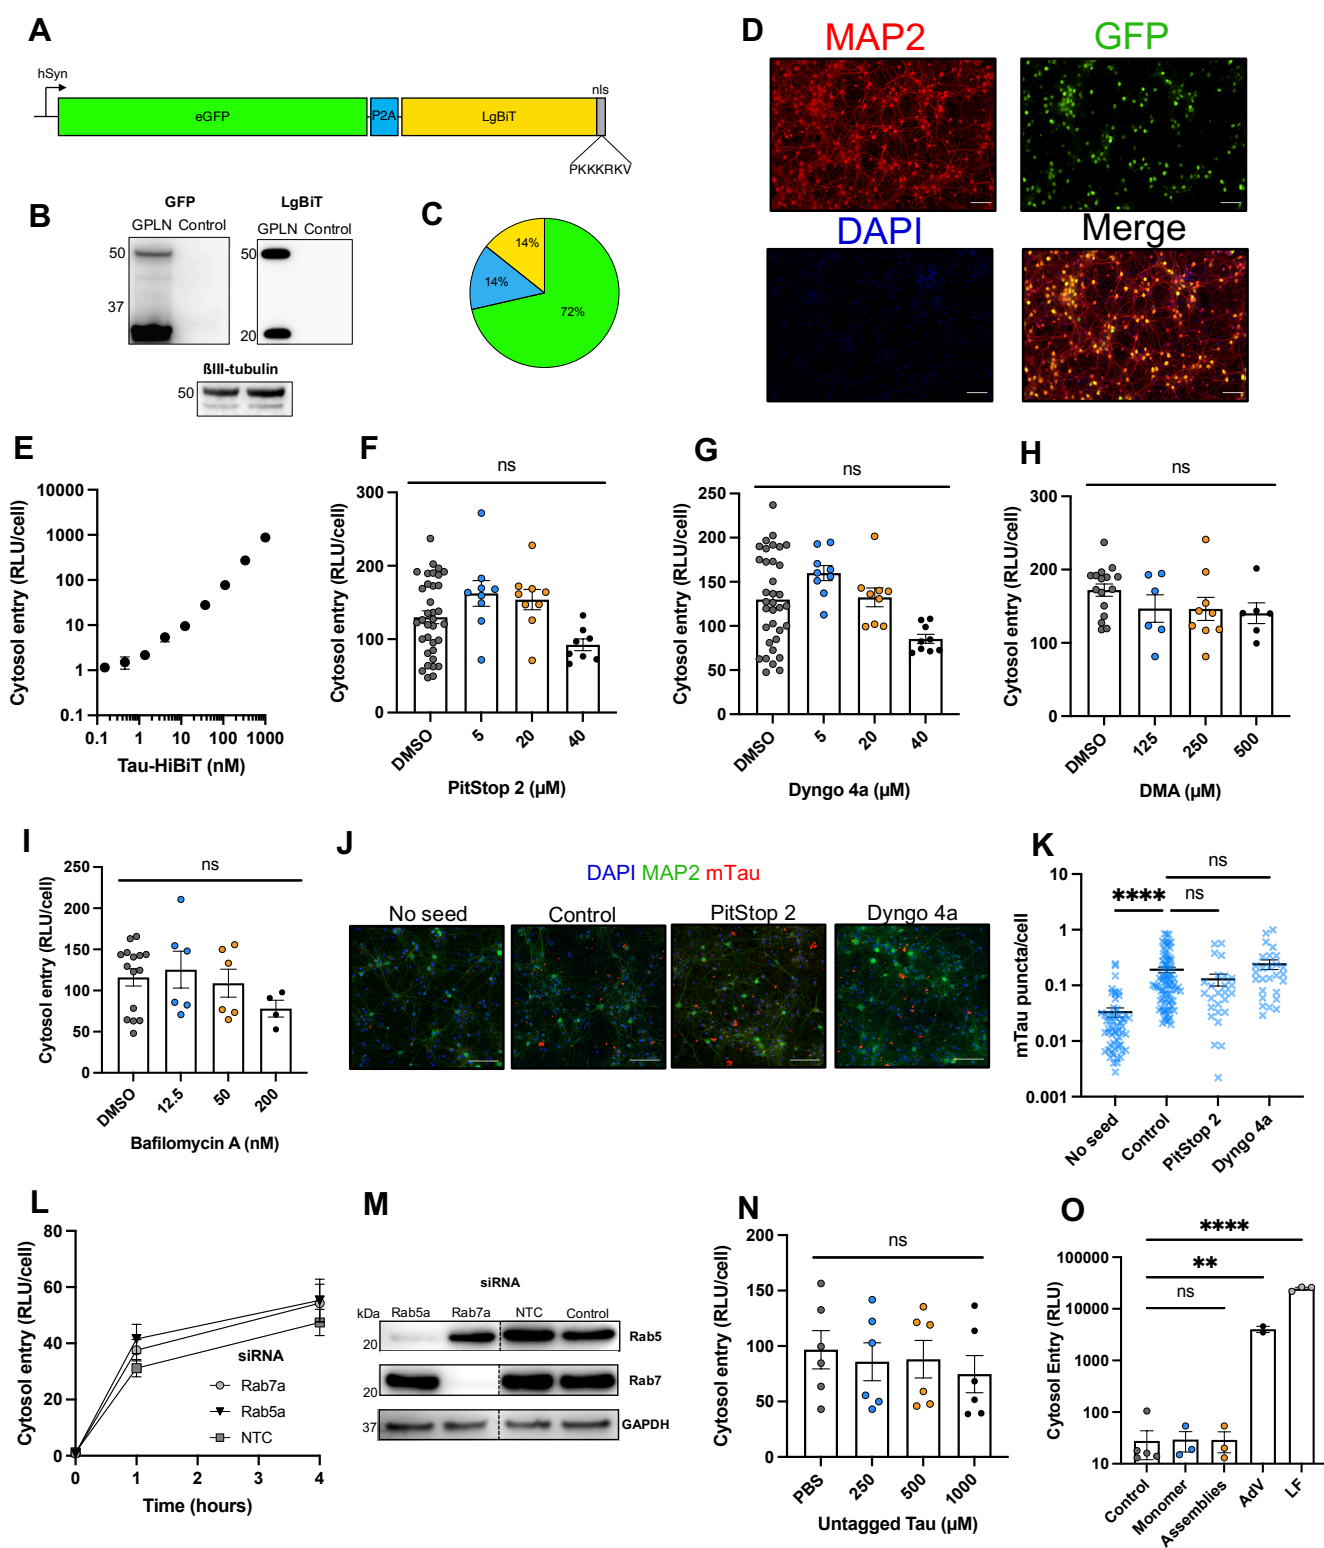 A
hSyn
nls
eGFP
P2A
LgBiT
PKKKRKV
B
GFP
LgBiT
GPLN Control
GPLN Control
50
37
50
20
ßIII-tubulin
50
C
14%
14%
72%
D
MAP2
GFP
DAPI
Merge
E
Cytosol entry (RLU/cell)
10000
1000
100
10
1
0.1
0.1 1 10 100 1000
Tau-HiBiT (nM)
F
ns
Cytosol entry (RLU/cell)
300
200
100
0
DMSO 5 20 40
PitStop 2 (µM)
G
ns
Cytosol entry (RLU/cell)
250
200
150
100
50
0
DMSO 5 20 40
Dyngo 4a (µM)
H
ns
Cytosol entry (RLU/cell)
300
200
100
0
DMSO 125 250 500
DMA (µM)
I
ns
Cytosol entry (RLU/cell)
250
200
150
100
50
0
DMSO 12.5 50 200
Bafilomycin A (nM)
J
DAPI MAP2 mTau
No seed
Control
PitStop 2
Dyngo 4a
K
ns
**** ns
mTau puncta/cell
10
1
0.1
0.01
0.001
No seed Control PitStop 2 Dyngo 4a
L
Cytosol entry (RLU/cell)
80
60
40
20
0
siRNA
Rab7a
Rab5a
NTC
0 1 2 3 4
Time (hours)
M
siRNA
kDa Rab5a Rab7a NTC Control
20 Rab5
20 Rab7
37 GAPDH
N
ns
Cytosol entry (RLU/cell)
200
150
100
50
0
PBS 250 500 1000
Untagged Tau (µM)
O
****
**
ns
Cytosol Entry (RLU)
100000
10000
1000
100
10
Control Monomer Assemblies AdV LF